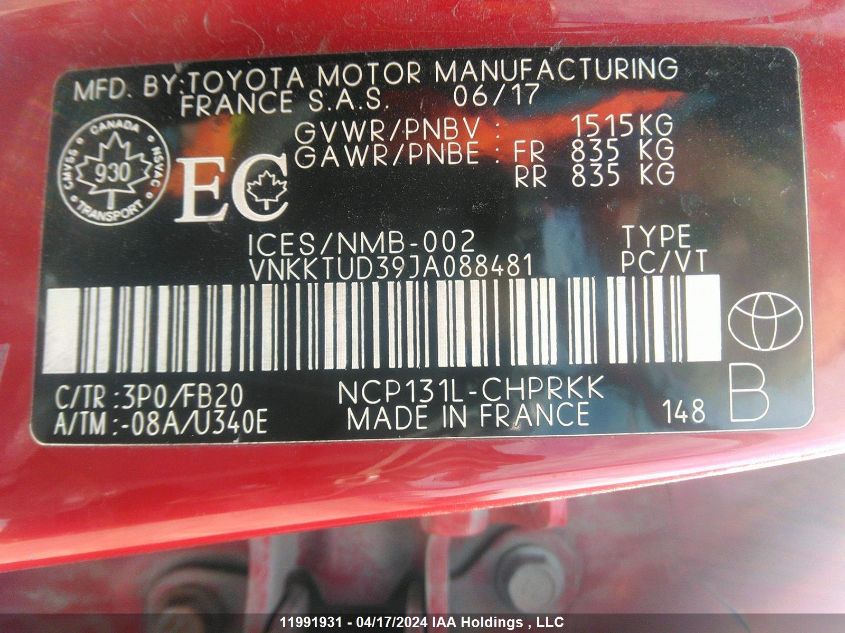 MFD. BY:TOYOTA MOTOR MANUFACTURING
FRANCE S.A.S. 06/17
GVWR/PNBV : 1515KG
GAWR/PNBE : FR 835 KG
RR 835 KG
CANADA
CMVSS 930 NSVAC
TRANSPORT
EC
ICES/NMB-002 TYPE
VNKKTUD39JA088481 PC/VT
C/TR :3P0/FB20 NCP131L-CHPRKK
A/TM :-08A/U340E MADE IN FRANCE 148 B
11991931 - 04/17/2024 IAA Holdings , LLC